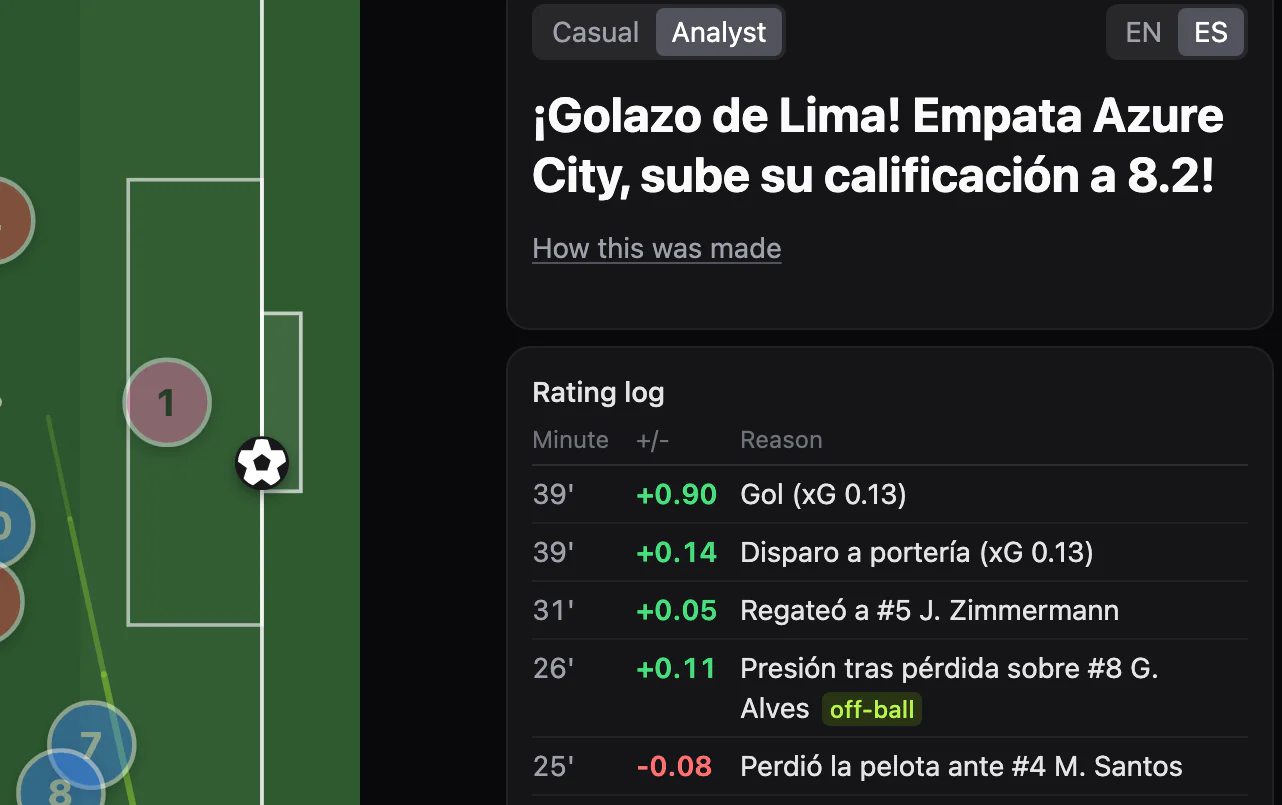 Casual Analyst EN ES
¡Golazo de Lima! Empata Azure
City, sube su calificación a 8.2!
How this was made
1
7
8
Rating log
Minute +/- Reason
39' +0.90 Gol (xG 0.13)
39' +0.14 Disparo a portería (xG 0.13)
31' +0.05 Regateó a #5 J. Zimmermann
26' +0.11 Presión tras pérdida sobre #8 G.
Alves off-ball
25' -0.08 Perdió la pelota ante #4 M. Santos